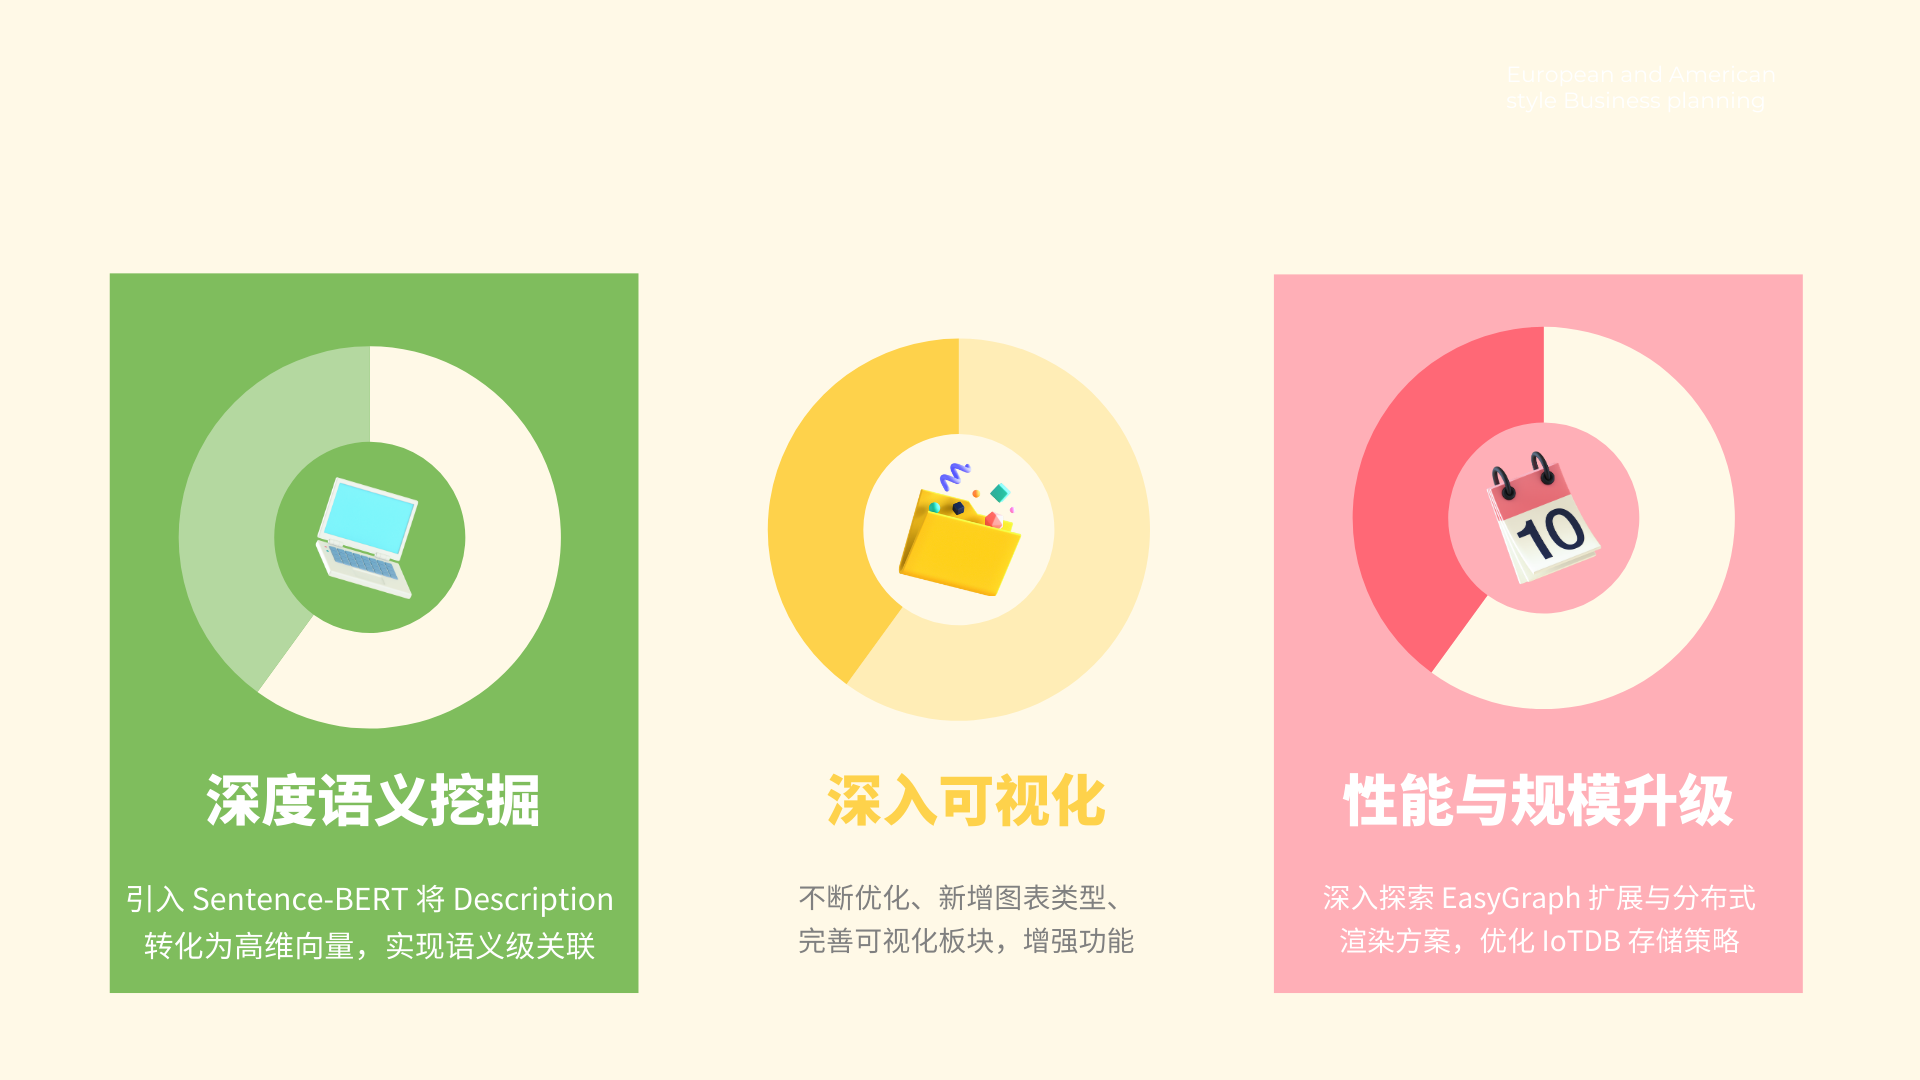 European and American
style Business planning
10
深度语义挖掘
引入 Sentence-BERT 将 Description
转化为高维向量，实现语义级关联
深入可视化
不断优化、新增图表类型、
完善可视化板块，增强功能
性能与规模升级
深入探索 EasyGraph 扩展与分布式
渲染方案，优化 IoTDB 存储策略